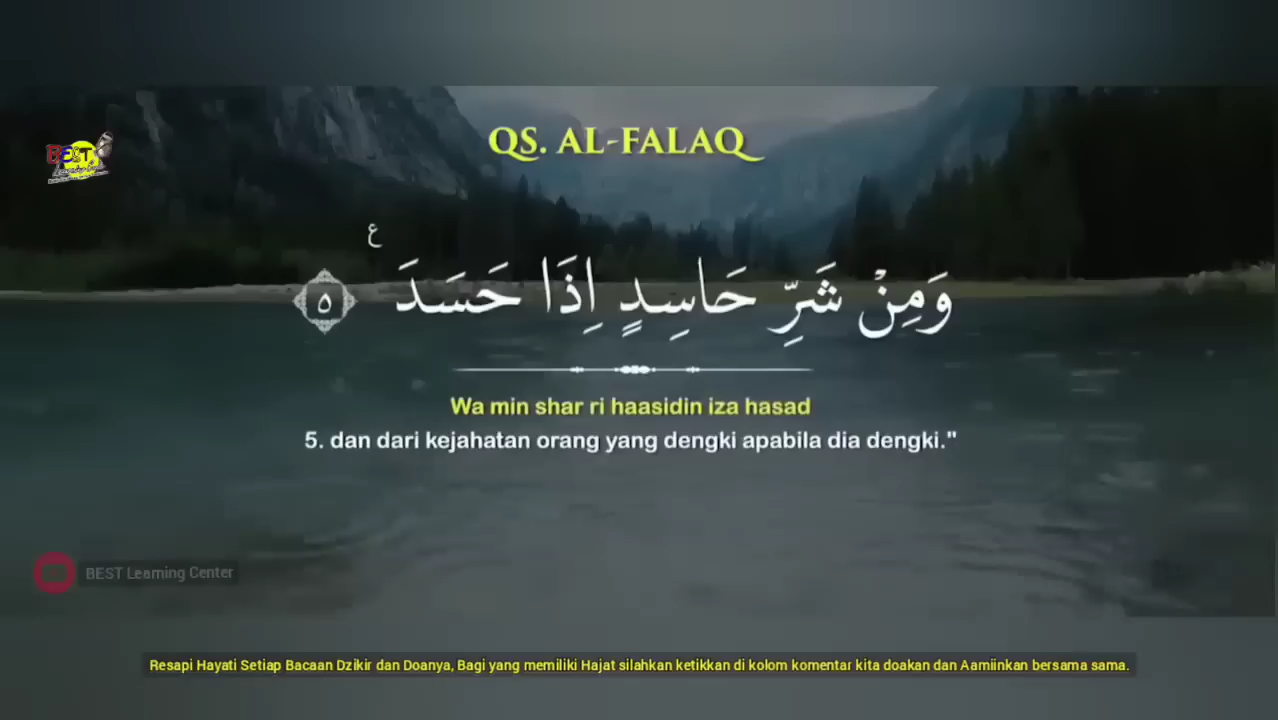 QS. AL-FALAQ
BEST
ع
وَمِنْ شَرِّ حَاسِدٍ اِذَا حَسَدَ ٥
Wa min shar ri haasidin iza hasad
5. dan dari kejahatan orang yang dengki apabila dia dengki."
BEST Learning Center
Resapi Hayati Setiap Bacaan Dzikir dan Doanya, Bagi yang memiliki Hajat silahkan ketikkan di kolom komentar kita doakan dan Aamiinkan bersama sama.